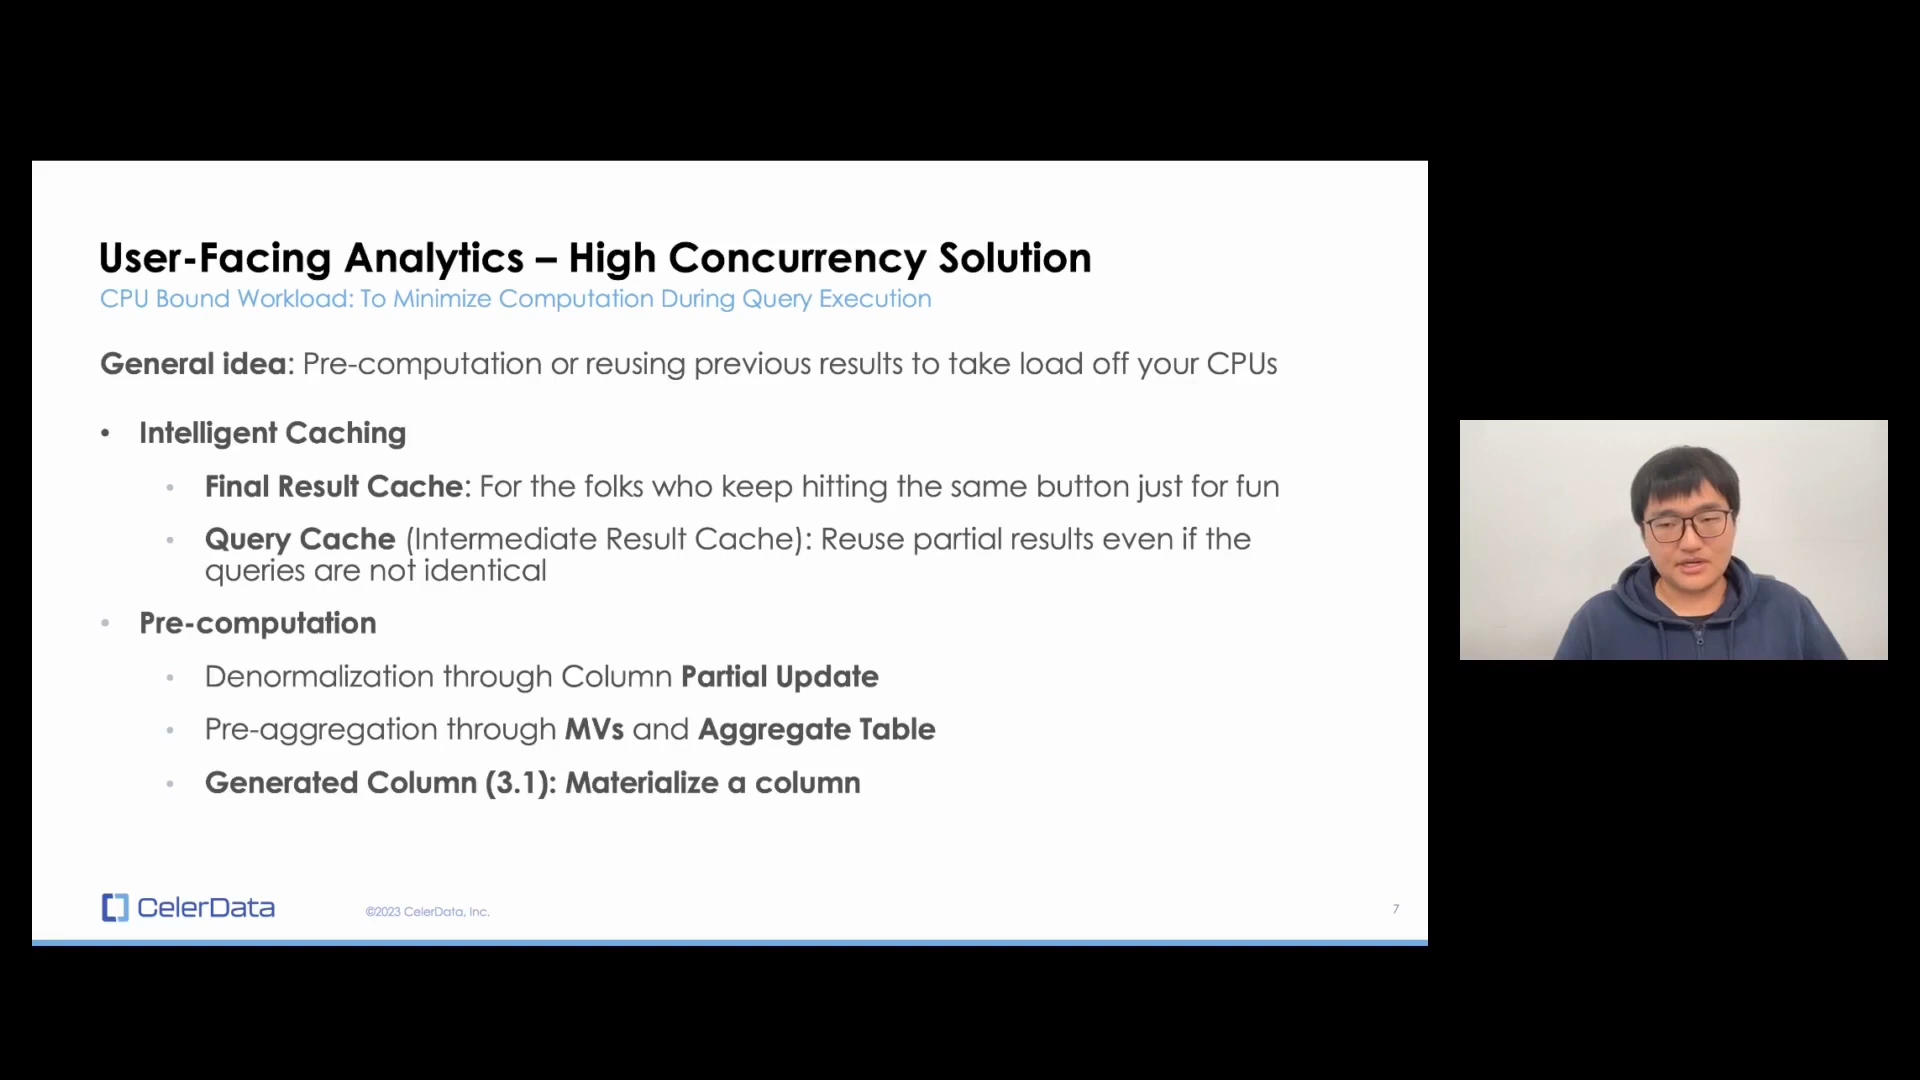 User-Facing Analytics – High Concurrency Solution
CPU Bound Workload: To Minimize Computation During Query Execution
General idea: Pre-computation or reusing previous results to take load off your CPUs
• Intelligent Caching
• Final Result Cache: For the folks who keep hitting the same button just for fun
• Query Cache (Intermediate Result Cache): Reuse partial results even if the
queries are not identical
• Pre-computation
• Denormalization through Column Partial Update
• Pre-aggregation through MVs and Aggregate Table
• Generated Column (3.1): Materialize a column
CelerData
©2023 CelerData, Inc.
7